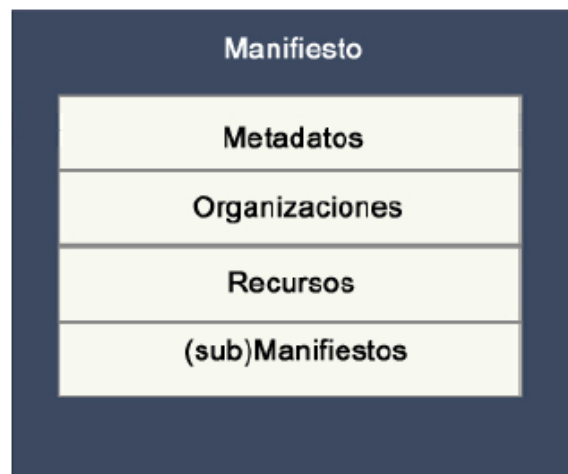 Manifiesto
Metadatos
Organizaciones
Recursos
(sub)Manifiestos